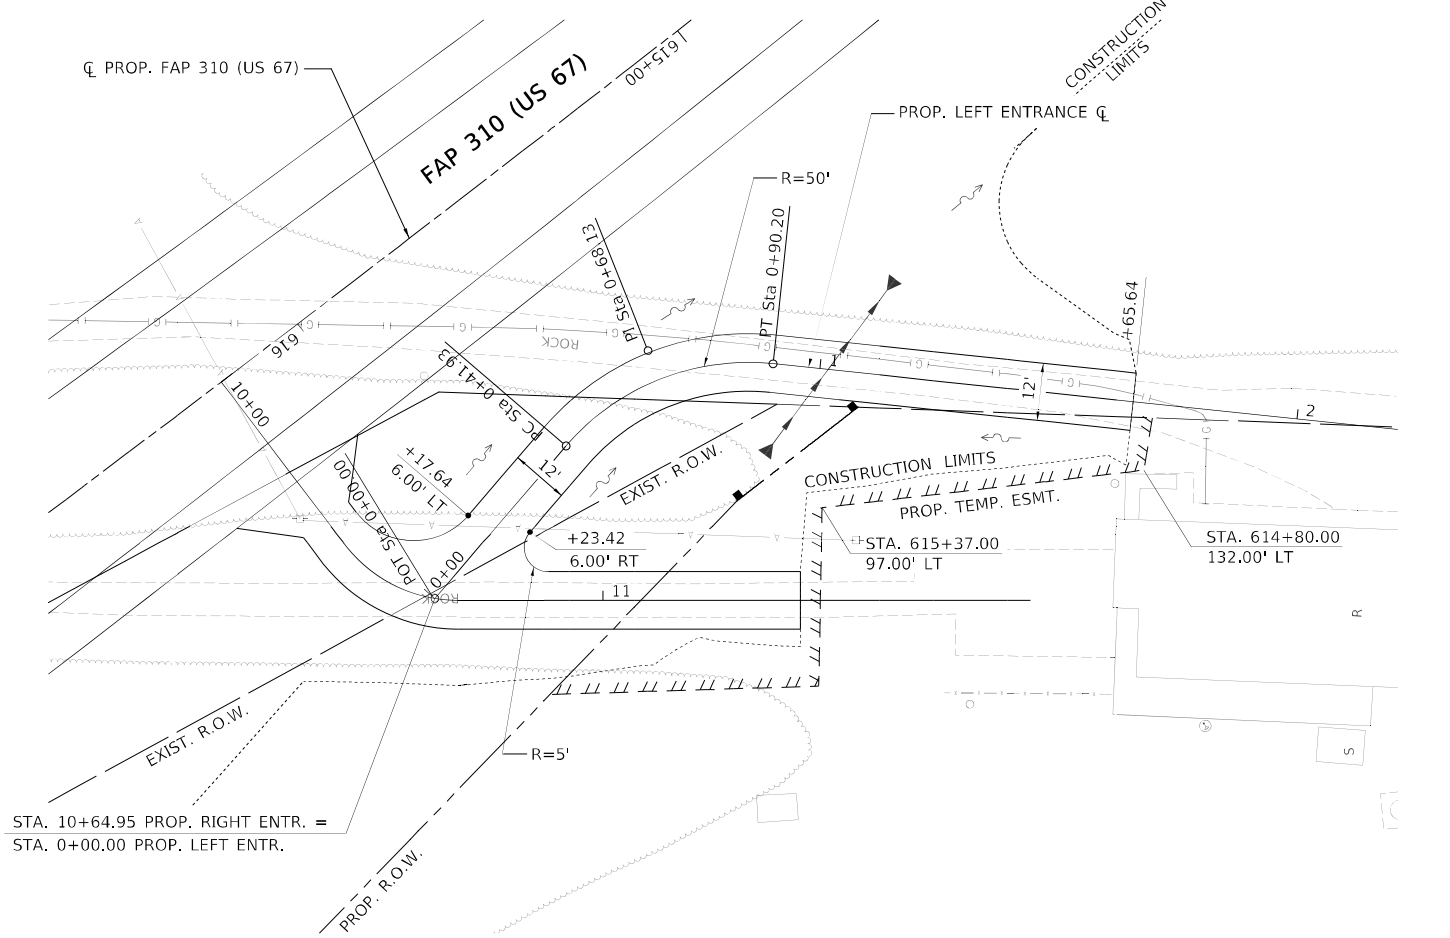 CONSTRUCTION
LIMITS
℄ PROP. FAP 310 (US 67)
FAP 310 (US 67)
615+00
PROP. LEFT ENTRANCE ℄
R=50'
PI Sta 0+68.13
PT Sta 0+90.20
+65.64
616
ROCK
G
G
G
G
G
G
G
G
G
1
12'
2
10+00
PC Sta 0+41.93
+17.64
6.00' LT
12'
EXIST. R.O.W.
CONSTRUCTION LIMITS
PROP. TEMP. ESMT.
POT Sta 0+00.00
0+00
+23.42
6.00' RT
STA. 615+37.00
97.00' LT
STA. 614+80.00
132.00' LT
ROCK
11
R
S
EXIST. R.O.W.
R=5'
STA. 10+64.95 PROP. RIGHT ENTR. =
STA. 0+00.00 PROP. LEFT ENTR.
PROP. R.O.W.